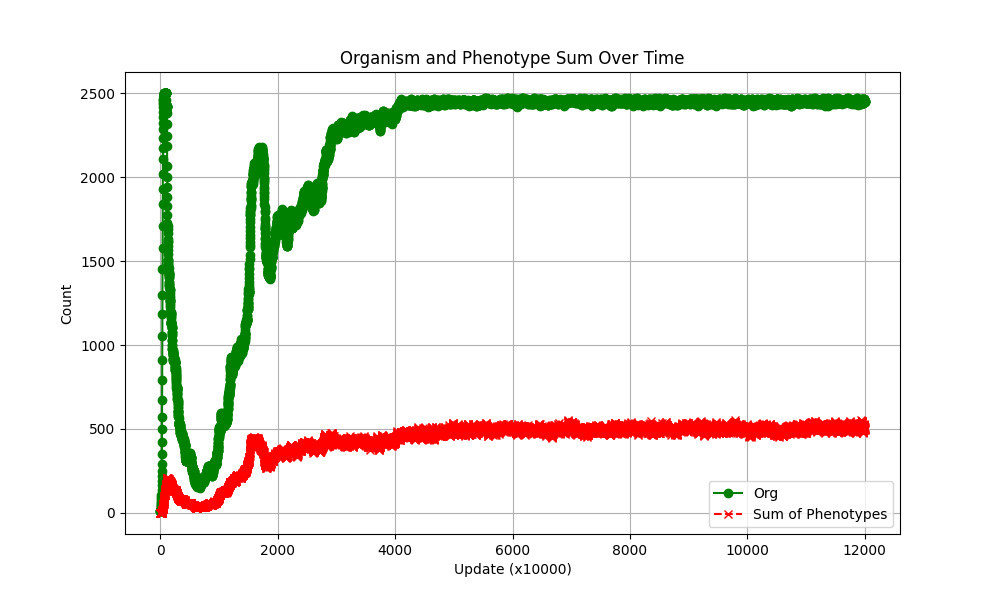 Organism and Phenotype Sum Over Time
2500
2000
1500
1000
500
0
Count
0 2000 4000 6000 8000 10000 12000
Update (x10000)
Org
Sum of Phenotypes